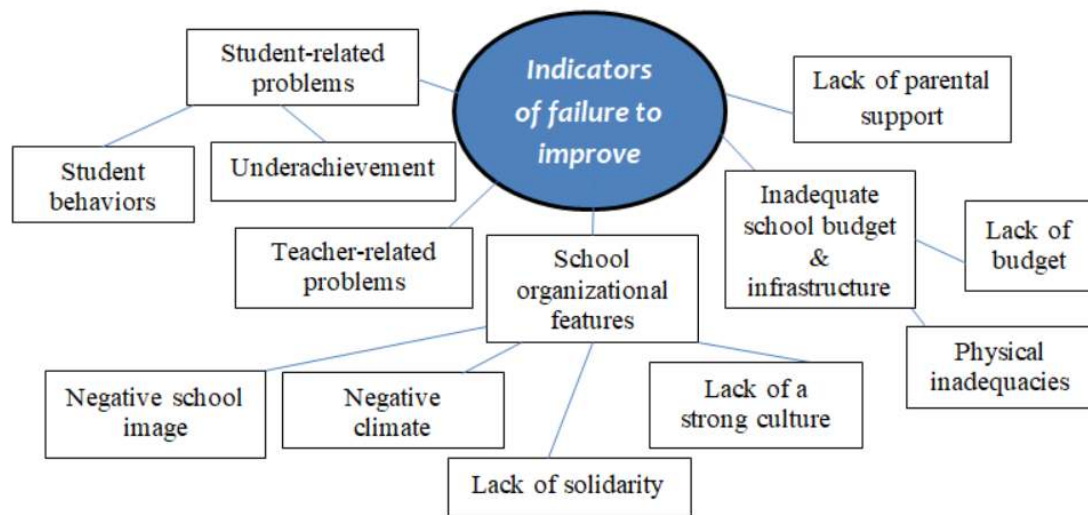 Indicators
of failure to
improve
Student-related
problems
Student
behaviors
Underachievement
Teacher-related
problems
School
organizational
features
Negative school
image
Negative
climate
Lack of solidarity
Lack of a
strong culture
Lack of parental
support
Inadequate
school budget
&
infrastructure
Lack of
budget
Physical
inadequacies